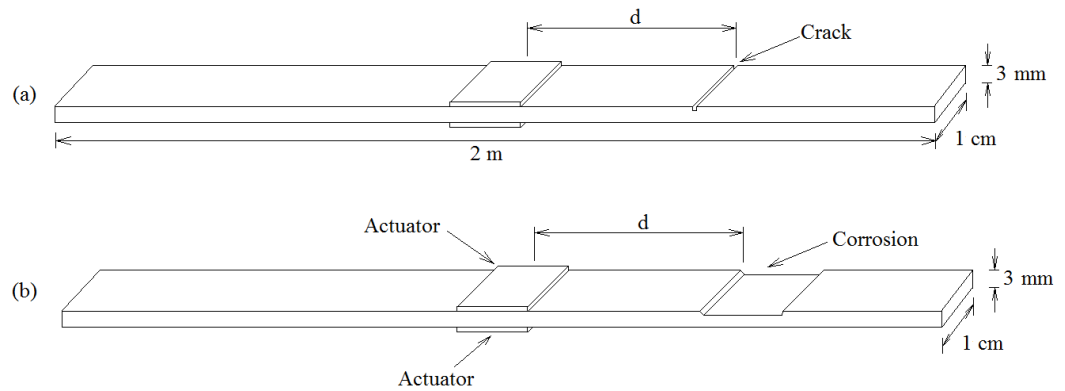 d
Crack
(a)
3 mm
2 m
1 cm
Actuator
d
Corrosion
(b)
3 mm
1 cm
Actuator